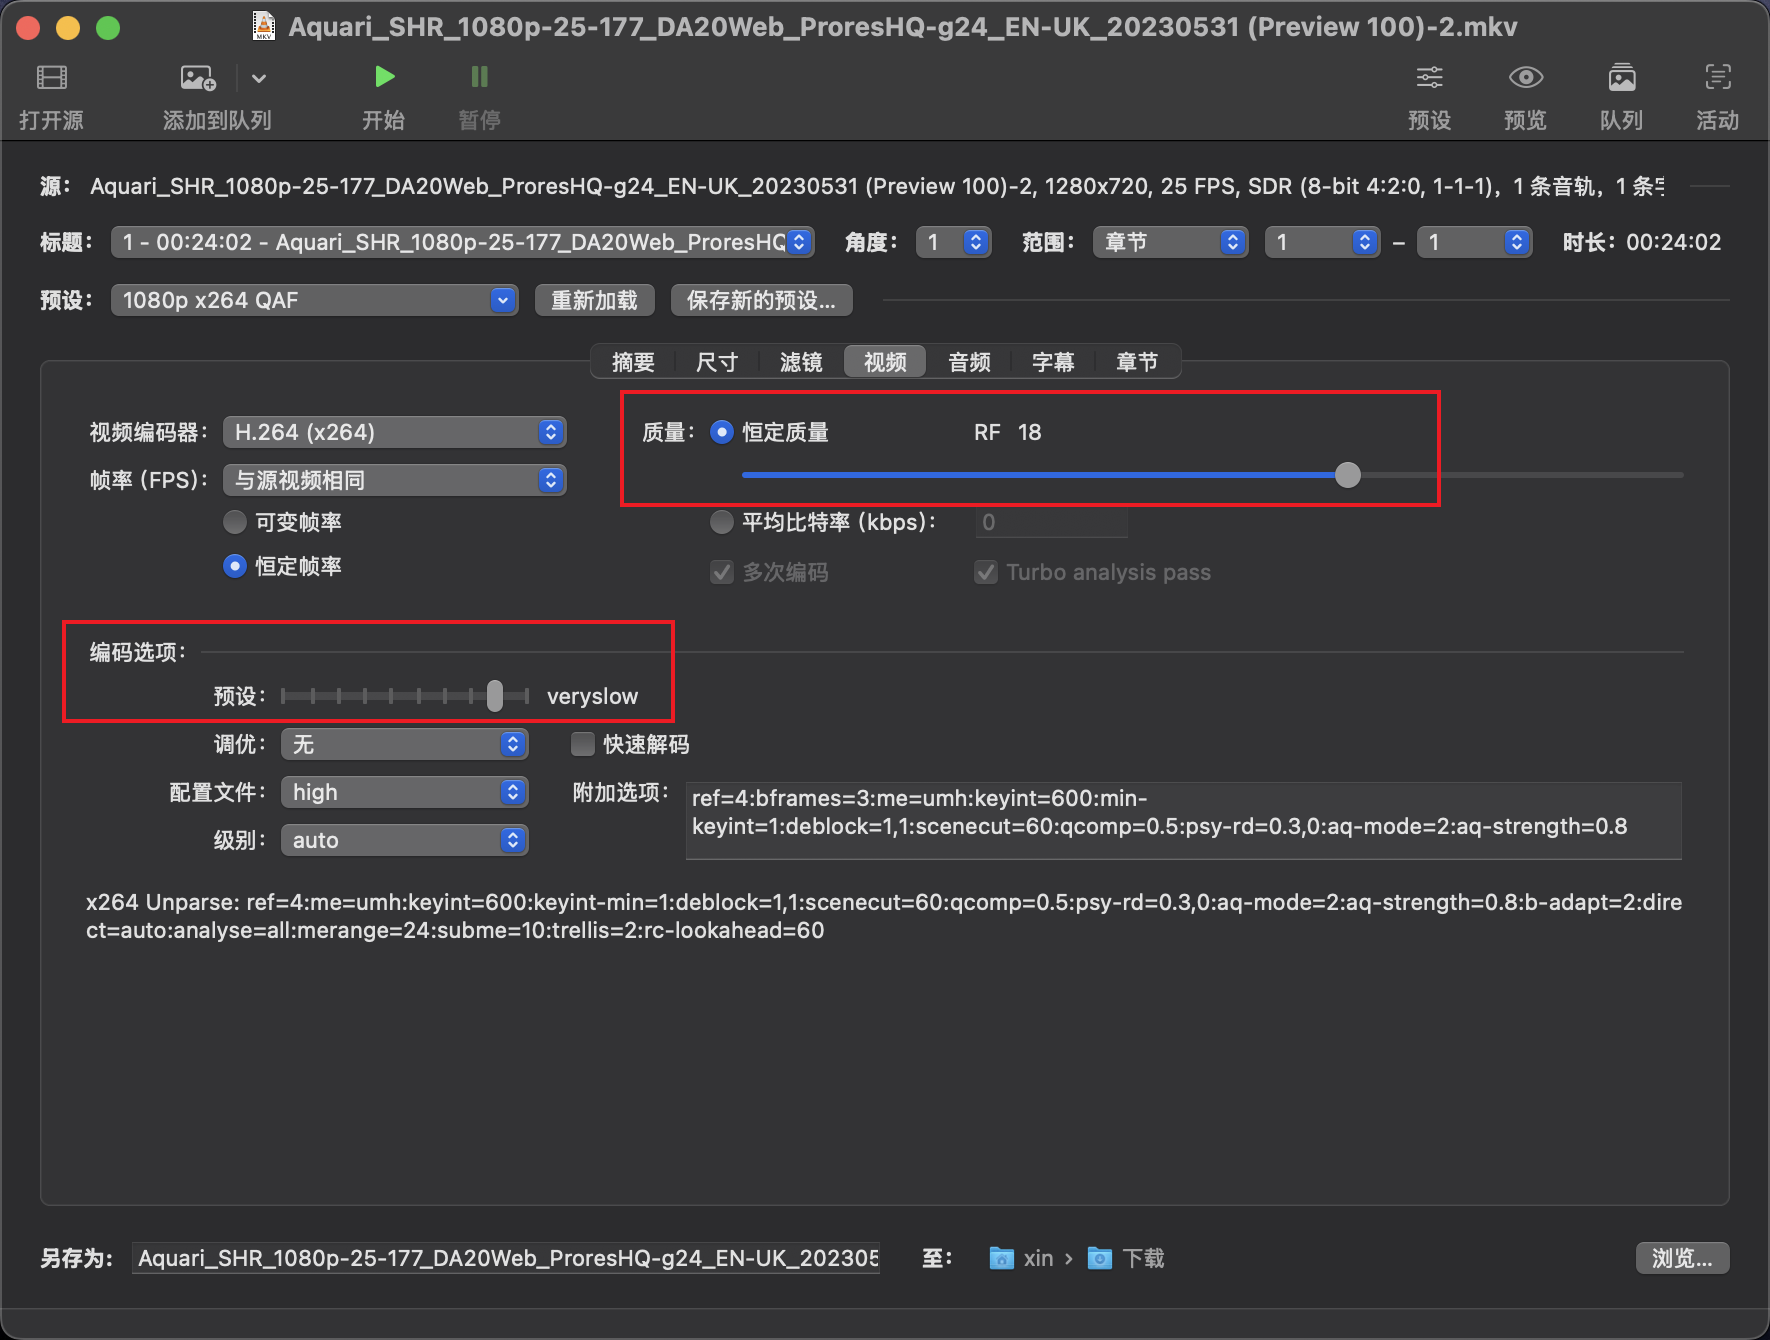 Aquari_SHR_1080p-25-177_DA20Web_ProresHQ-g24_EN-UK_20230531 (Preview 100)-2.mkv
打开源 添加到队列 开始 暂停 预设 预览 队列 活动
源： Aquari_SHR_1080p-25-177_DA20Web_ProresHQ-g24_EN-UK_20230531 (Preview 100)-2, 1280x720, 25 FPS, SDR (8-bit 4:2:0, 1-1-1)，1 条音轨，1 条
标题： 1 - 00:24:02 - Aquari_SHR_1080p-25-177_DA20Web_ProresHQ 角度： 1 范围： 章节 1 – 1 时长：00:24:02
预设： 1080p x264 QAF 重新加载 保存新的预设...
摘要 尺寸 滤镜 视频 音频 字幕 章节
视频编码器： H.264 (x264) 质量： 恒定质量 RF 18
帧率 (FPS)： 与源视频相同
可变帧率 平均比特率 (kbps)： 0
恒定帧率 多次编码 Turbo analysis pass
编码选项：
预设： veryslow
调优： 无 快速解码
配置文件： high 附加选项： ref=4:bframes=3:me=umh:keyint=600:min-
keyint=1:deblock=1,1:scenecut=60:qcomp=0.5:psy-rd=0.3,0:aq-mode=2:aq-strength=0.8
级别： auto
x264 Unparse: ref=4:me=umh:keyint=600:keyint-min=1:deblock=1,1:scenecut=60:qcomp=0.5:psy-rd=0.3,0:aq-mode=2:aq-strength=0.8:b-adapt=2:dire
ct=auto:analyse=all:merange=24:subme=10:trellis=2:rc-lookahead=60
另存为: Aquari_SHR_1080p-25-177_DA20Web_ProresHQ-g24_EN-UK_202305 至： xin › 下载 浏览...